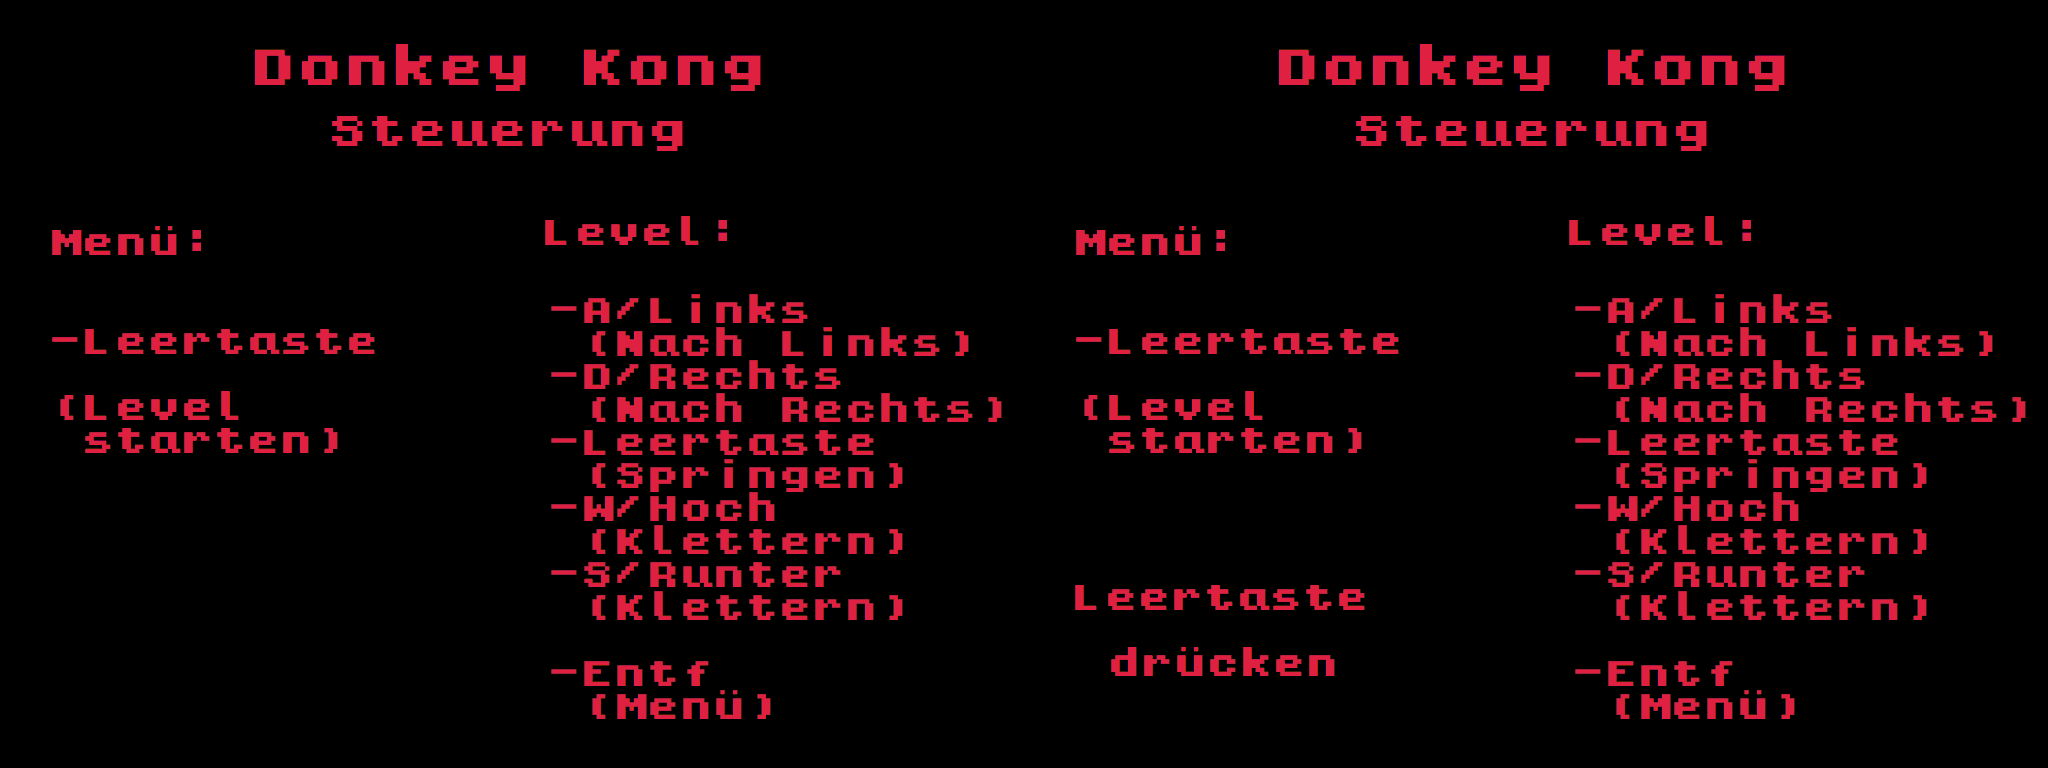 Donkey Kong
Steuerung
Menü:
-Leertaste
(Level
starten)
Level:
-A/Links
(Nach Links)
-D/Rechts
(Nach Rechts)
-Leertaste
(Springen)
-W/Hoch
(Klettern)
-S/Runter
(Klettern)
-Entf
(Menü)
Donkey Kong
Steuerung
Menü:
-Leertaste
(Level
starten)
Leertaste
drücken
Level:
-A/Links
(Nach Links)
-D/Rechts
(Nach Rechts)
-Leertaste
(Springen)
-W/Hoch
(Klettern)
-S/Runter
(Klettern)
-Entf
(Menü)